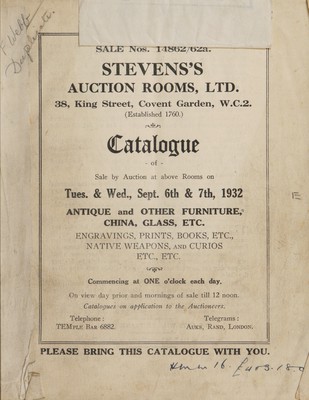 F. Webb
Duplicate.
SALE Nos. 14862/62a.
STEVENS'S
AUCTION ROOMS, LTD.
38, King Street, Covent Garden, W.C.2.
(Established 1760.)
Catalogue
- of -
Sale by Auction at above Rooms on
Tues. & Wed., Sept. 6th & 7th, 1932
ANTIQUE and OTHER FURNITURE,
CHINA, GLASS, ETC.
ENGRAVINGS, PRINTS, BOOKS, ETC.,
NATIVE WEAPONS, AND CURIOS
ETC., ETC.
Commencing at ONE o'clock each day.
On view day prior and mornings of sale till 12 noon.
Catalogues on application to the Auctioneers.
Telephone : Telegrams :
TEMple Bar 6882. AUKS, RAND, LONDON.
PLEASE BRING THIS CATALOGUE WITH YOU.